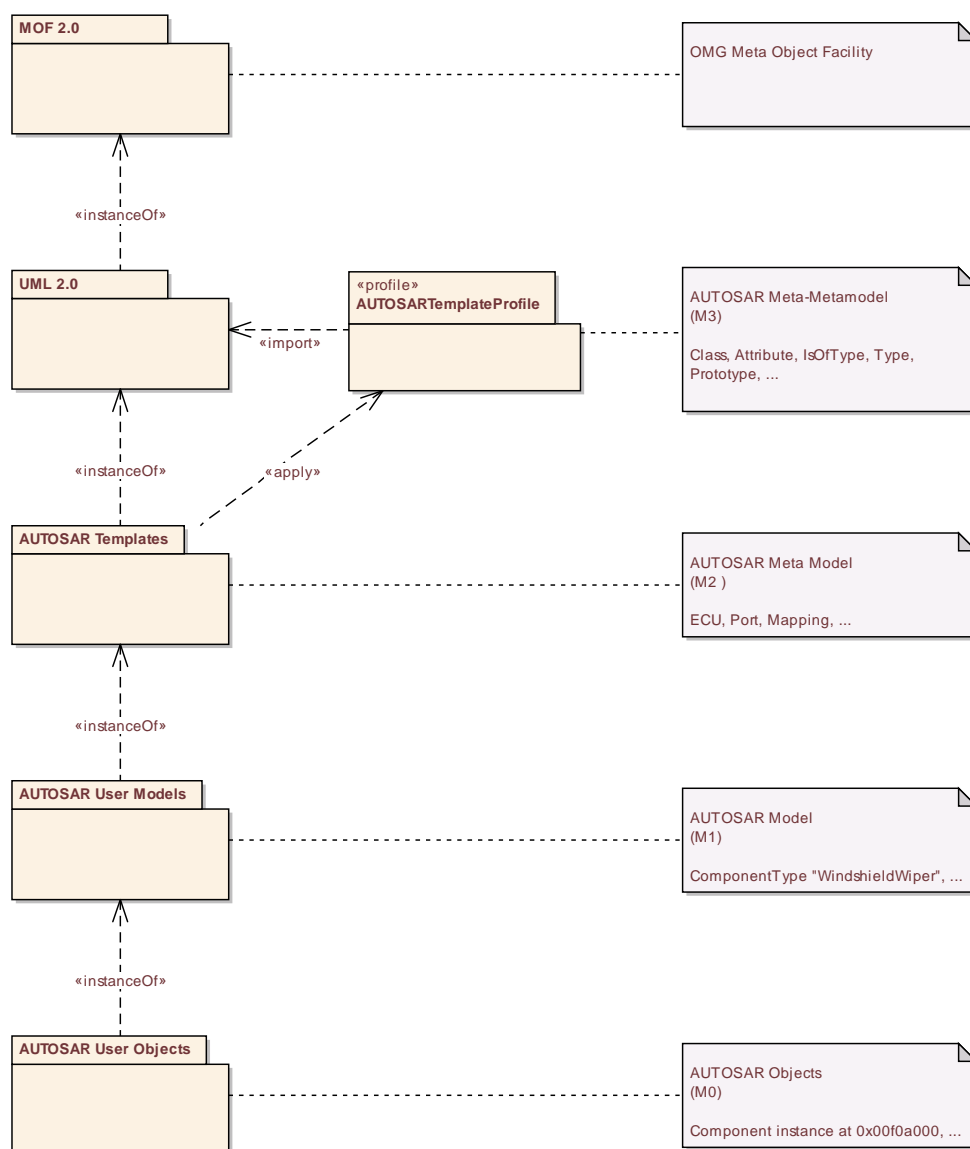 MOF 2.0
OMG Meta Object Facility
«instanceOf»
UML 2.0
«profile»
AUTOSARTemplateProfile
AUTOSAR Meta-Metamodel
(M3)
Class, Attribute, IsOfType, Type,
Prototype, ...
«import»
«instanceOf»
«apply»
AUTOSAR Templates
AUTOSAR Meta Model
(M2 )
ECU, Port, Mapping, ...
«instanceOf»
AUTOSAR User Models
AUTOSAR Model
(M1)
ComponentType "WindshieldWiper", ...
«instanceOf»
AUTOSAR User Objects
AUTOSAR Objects
(M0)
Component instance at 0x00f0a000, ...